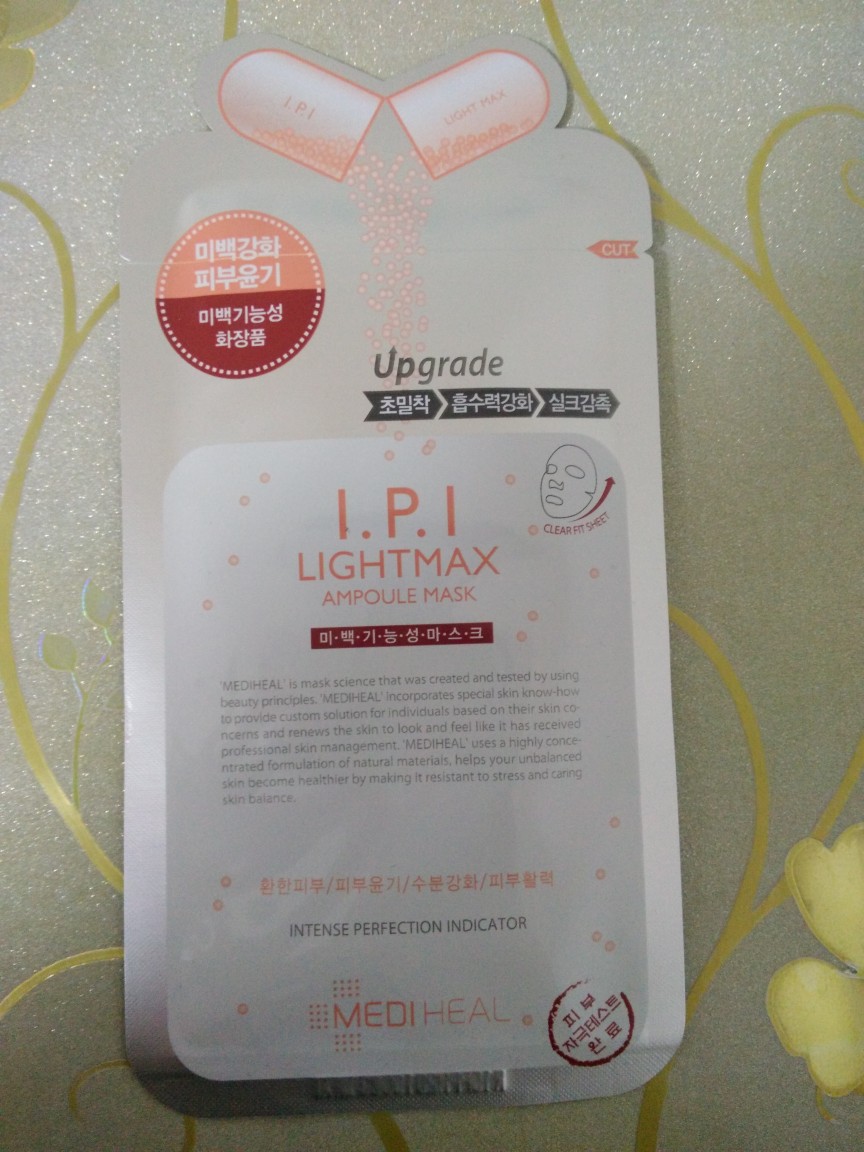 I.P.I
LIGHT MAX
미백강화
피부윤기
미백기능성
화장품
CUT
Upgrade
초밀착 흡수력강화 실크감촉
CLEAR FIT SHEET
I.P.I
LIGHTMAX
AMPOULE MASK
미·백·기·능·성·마·스·크
'MEDIHEAL' is mask science that was created and tested by using
beauty principles. 'MEDIHEAL' incorporates special skin know-how
to provide custom solution for individuals based on their skin co-
ncerns and renews the skin to look and feel like it has received
professional skin management. 'MEDIHEAL' uses a highly conce-
ntrated formulation of natural materials, helps your unbalanced
skin become healthier by making it resistant to stress and caring
skin balance.
환한피부/피부윤기/수분강화/피부활력
INTENSE PERFECTION INDICATOR
MEDIHEAL
피부
자극테스트
완료